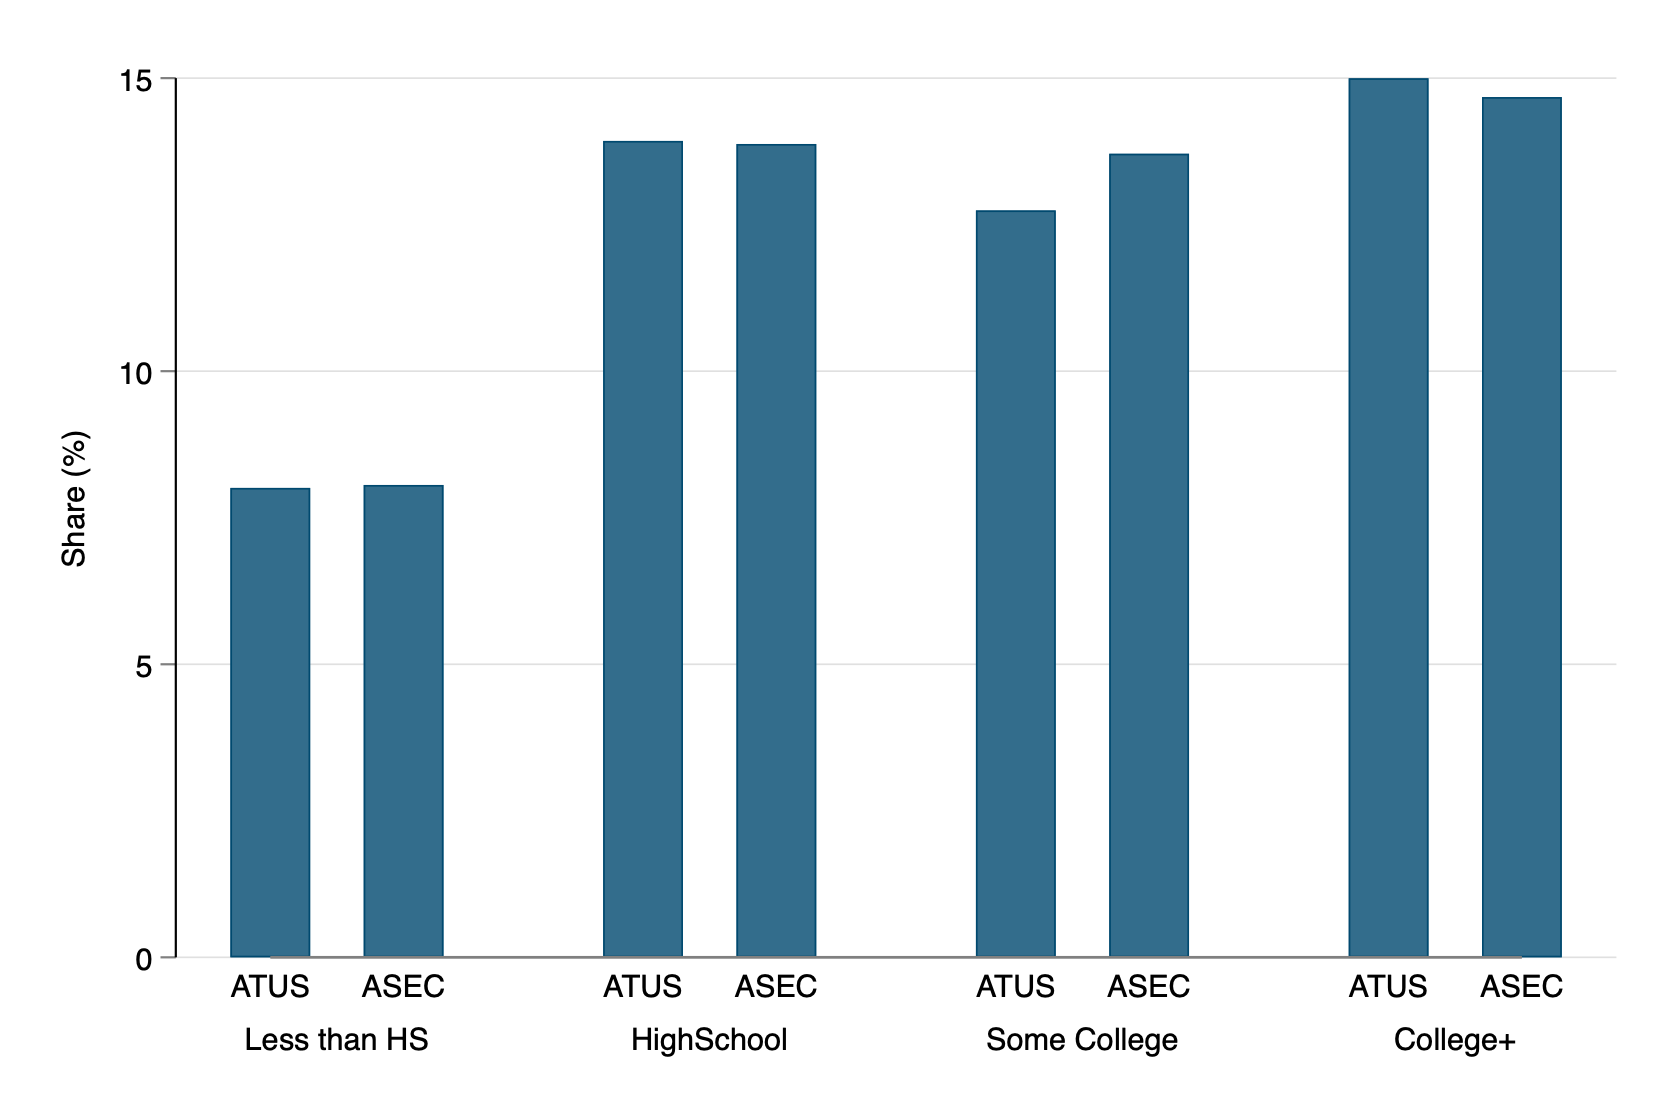 Share (%)
15
10
5
0
ATUS ASEC ATUS ASEC ATUS ASEC ATUS ASEC
Less than HS HighSchool Some College College+